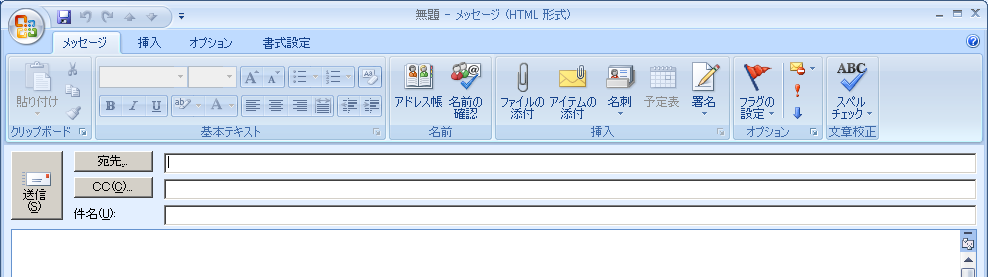 無題 - メッセージ (HTML 形式)
メッセージ 挿入 オプション 書式設定
貼り付け
クリップボード
A A
B I U ab A
基本テキスト
アドレス帳 名前の確認
名前
ファイルの添付 アイテムの添付 名刺 予定表 署名
挿入
フラグの設定
オプション
ABC
スペルチェック
文章校正
送信(S)
宛先...
CC(C)...
件名(U):